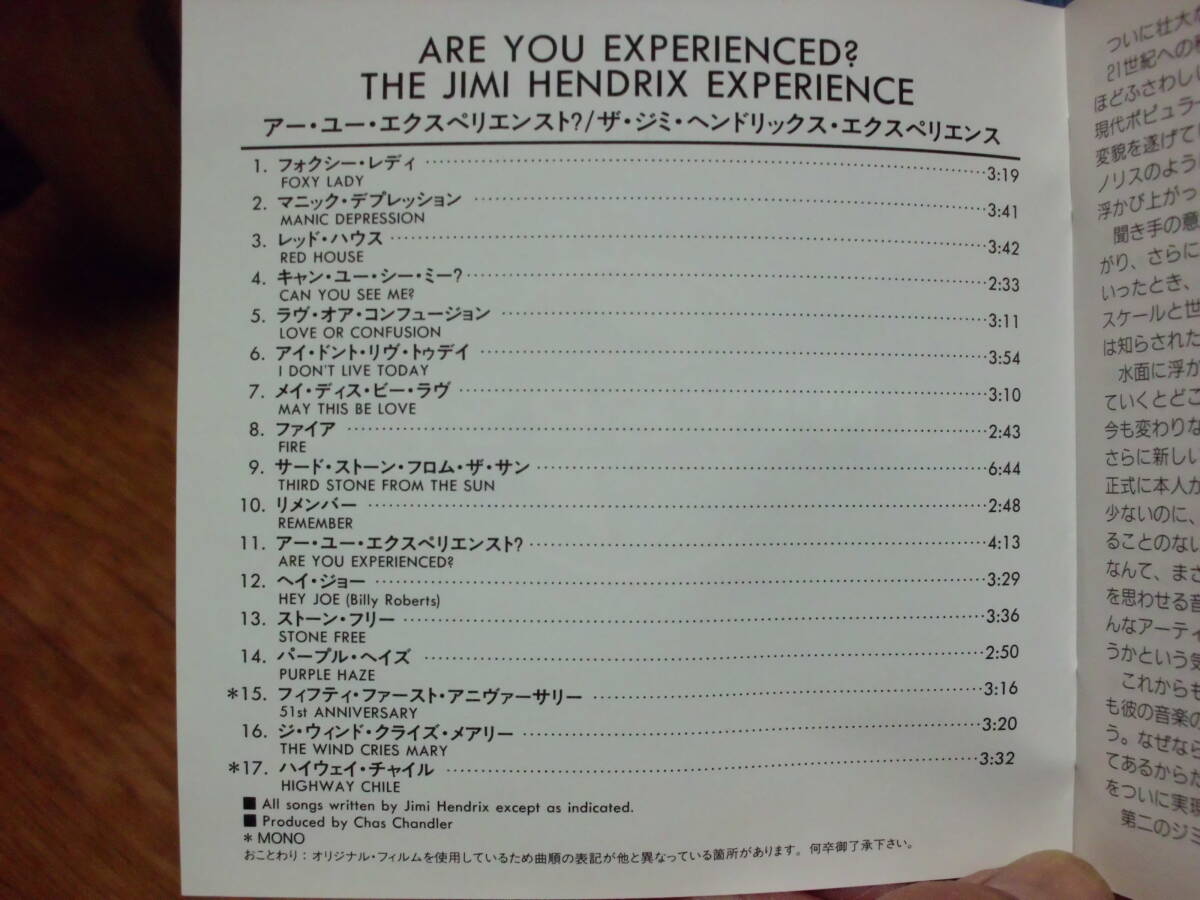 ARE YOU EXPERIENCED?
THE JIMI HENDRIX EXPERIENCE
アー・ユー・エクスペリエンスト?/ザ・ジミ・ヘンドリックス・エクスペリエンス
1. フォクシー・レディ 3:19
FOXY LADY
2. マニック・デプレッション 3:41
MANIC DEPRESSION
3. レッド・ハウス 3:42
RED HOUSE
4. キャン・ユー・シー・ミー? 2:33
CAN YOU SEE ME?
5. ラヴ・オア・コンフュージョン 3:11
LOVE OR CONFUSION
6. アイ・ドント・リヴ・トゥデイ 3:54
I DON'T LIVE TODAY
7. メイ・ディス・ビー・ラヴ 3:10
MAY THIS BE LOVE
8. ファイア 2:43
FIRE
9. サード・ストーン・フロム・ザ・サン 6:44
THIRD STONE FROM THE SUN
10. リメンバー 2:48
REMEMBER
11. アー・ユー・エクスペリエンスト? 4:13
ARE YOU EXPERIENCED?
12. ヘイ・ジョー 3:29
HEY JOE (Billy Roberts)
13. ストーン・フリー 3:36
STONE FREE
14. パープル・ヘイズ 2:50
PURPLE HAZE
*15. フィフティ・ファースト・アニヴァーサリー 3:16
51st ANNIVERSARY
16. ジ・ウィンド・クライズ・メアリー 3:20
THE WIND CRIES MARY
*17. ハイウェイ・チャイル 3:32
HIGHWAY CHILE
■ All songs written by Jimi Hendrix except as indicated.
■ Produced by Chas Chandler
* MONO
おことわり:オリジナル・フィルムを使用しているため曲順の表記が他と異なっている箇所があります。何卒御了承下さい。
ついに壮大
21世紀への
ほどふさわしい
現代ポピュラ
変貌を遂げて
ノリスのよう
浮かび上がっ
聞き手の意
がり、さらに
いったとき、
スケールと世
は知らされた
水面に浮か
ていくとどこ
今も変わりな
さらに新しい
正式に本人が
少ないのに、
ることのない
なんて、まさ
を思わせる音
んなアーティ
うかという気
これからも
も彼の音楽の
う。なぜなら
てあるからだ
をついに実現
第二のジミ